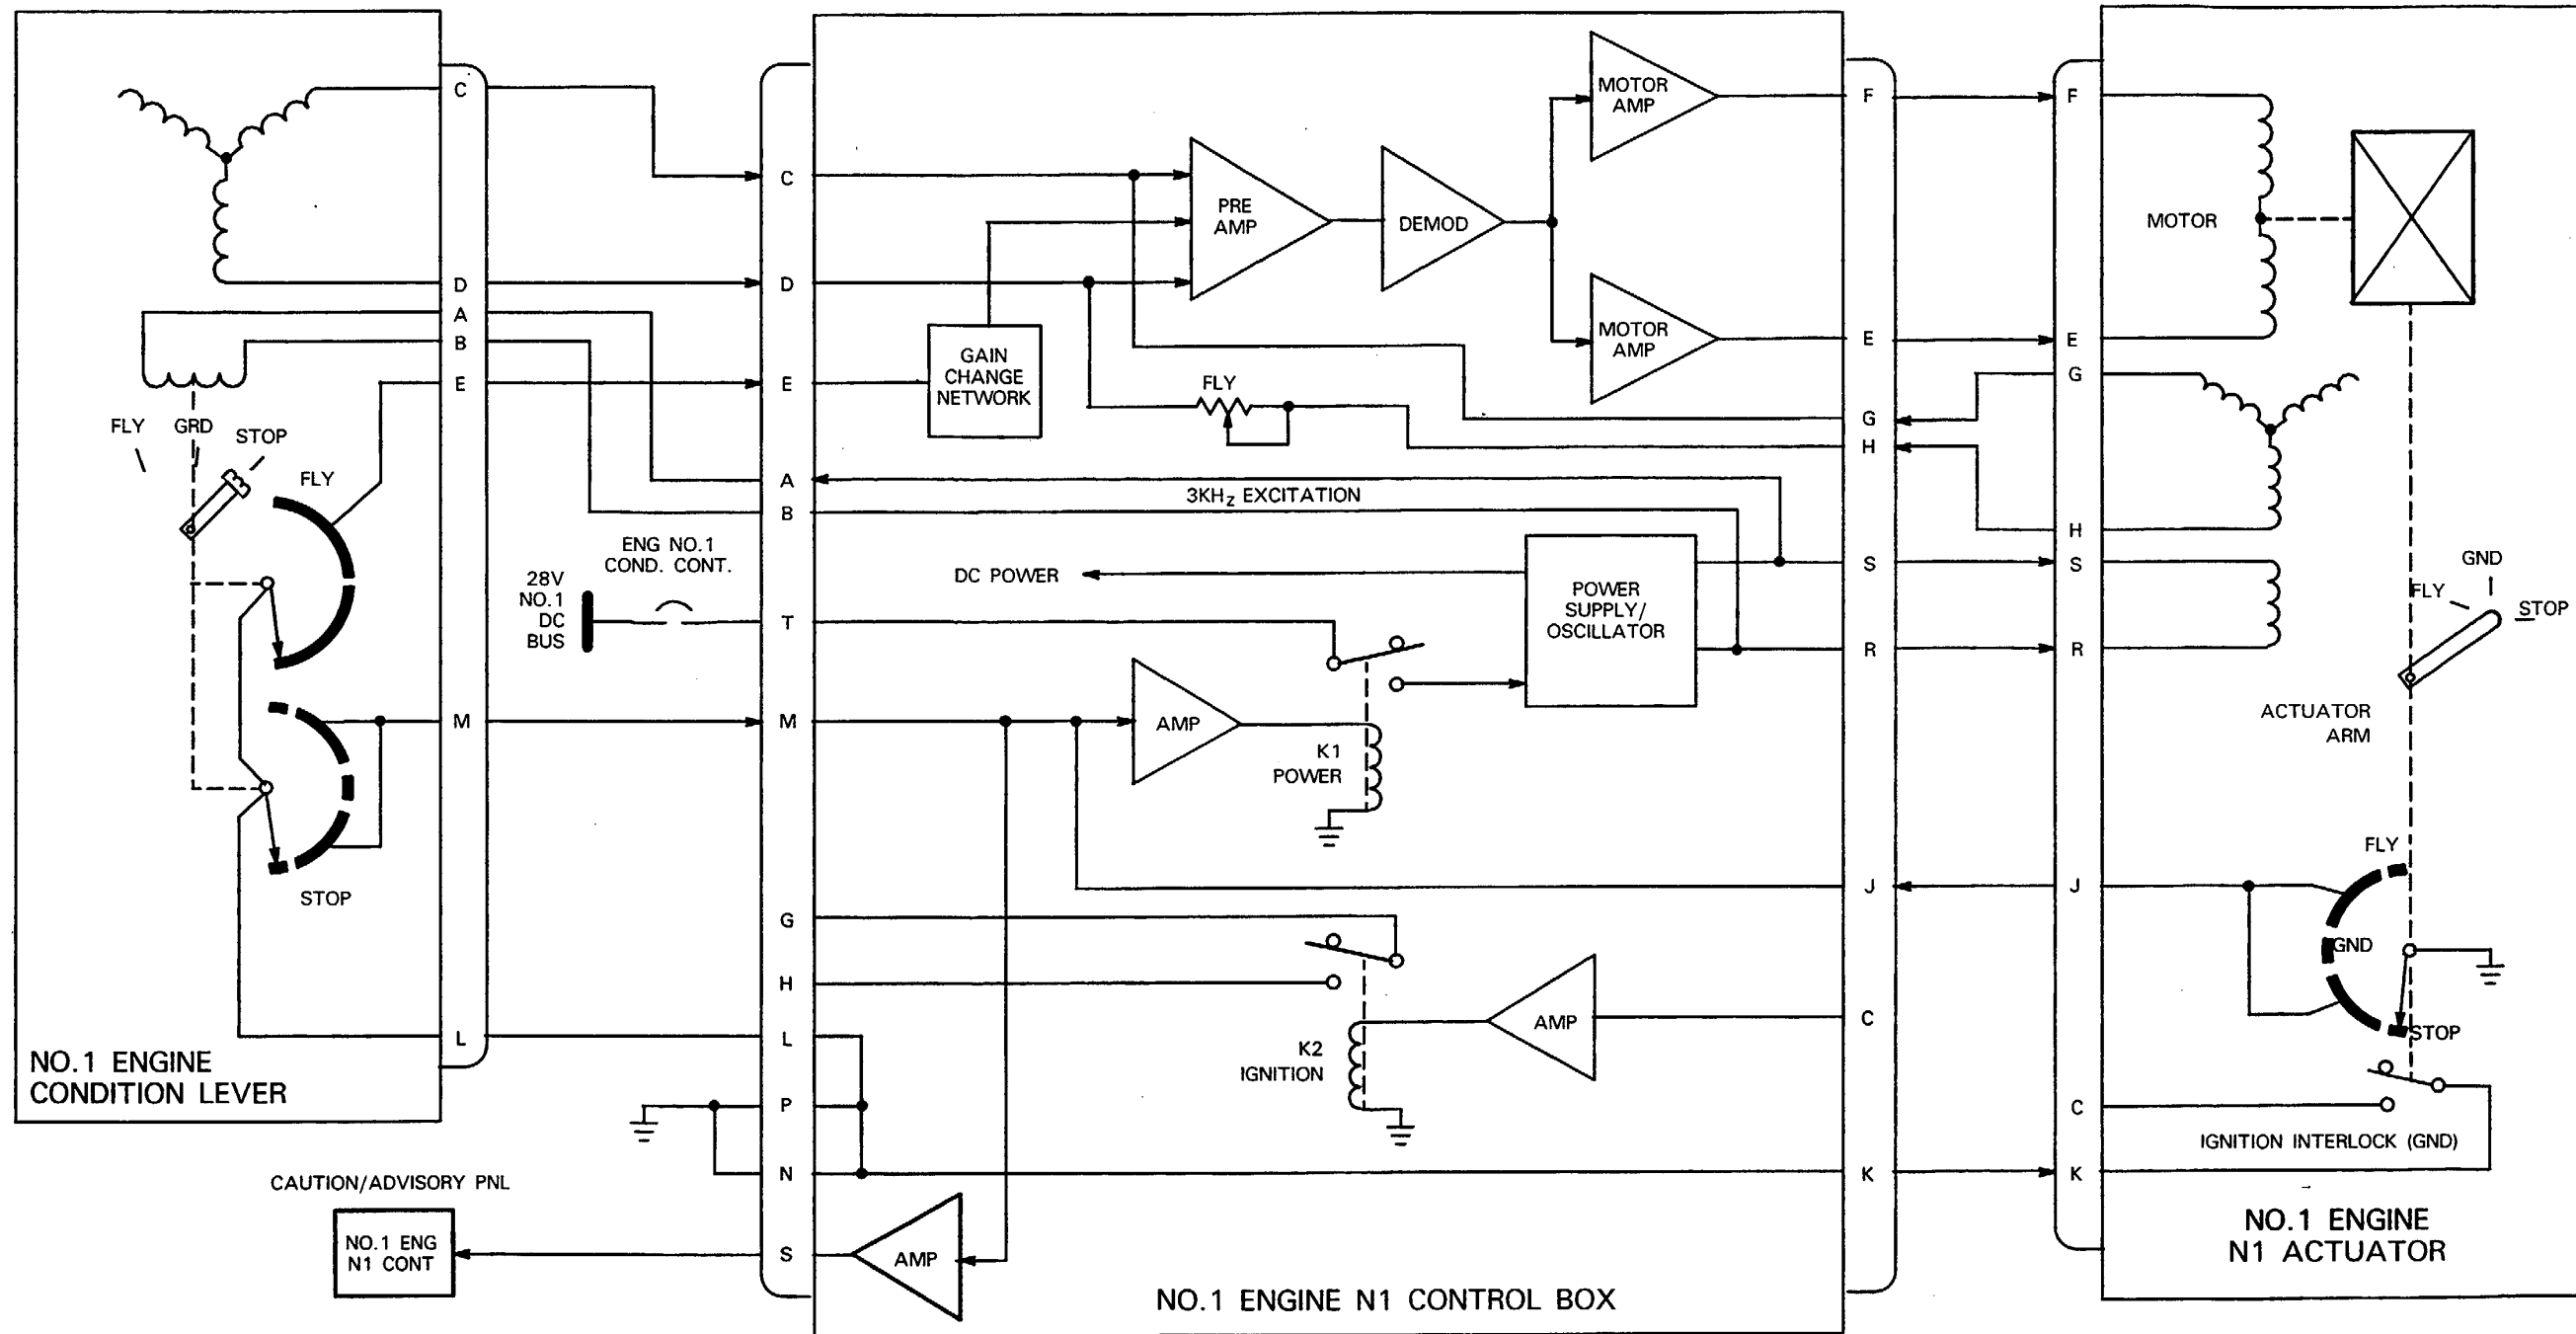 C
D
A
B
E
FLY
GRD
STOP
FLY
M
STOP
L
NO.1 ENGINE
CONDITION LEVER
ENG NO.1
COND. CONT.
28V
NO.1
DC
BUS
CAUTION/ADVISORY PNL
NO.1 ENG
N1 CONT
C
D
E
A
B
T
M
G
H
L
P
N
S
PRE
AMP
DEMOD
MOTOR
AMP
MOTOR
AMP
GAIN
CHANGE
NETWORK
FLY
3KHz EXCITATION
DC POWER
POWER
SUPPLY/
OSCILLATOR
AMP
K1
POWER
K2
IGNITION
AMP
AMP
NO.1 ENGINE N1 CONTROL BOX
F
E
G
H
S
R
J
C
K
F
E
G
H
S
R
J
C
K
MOTOR
GND
FLY
STOP
ACTUATOR
ARM
FLY
GND
STOP
IGNITION INTERLOCK (GND)
NO.1 ENGINE
N1 ACTUATOR